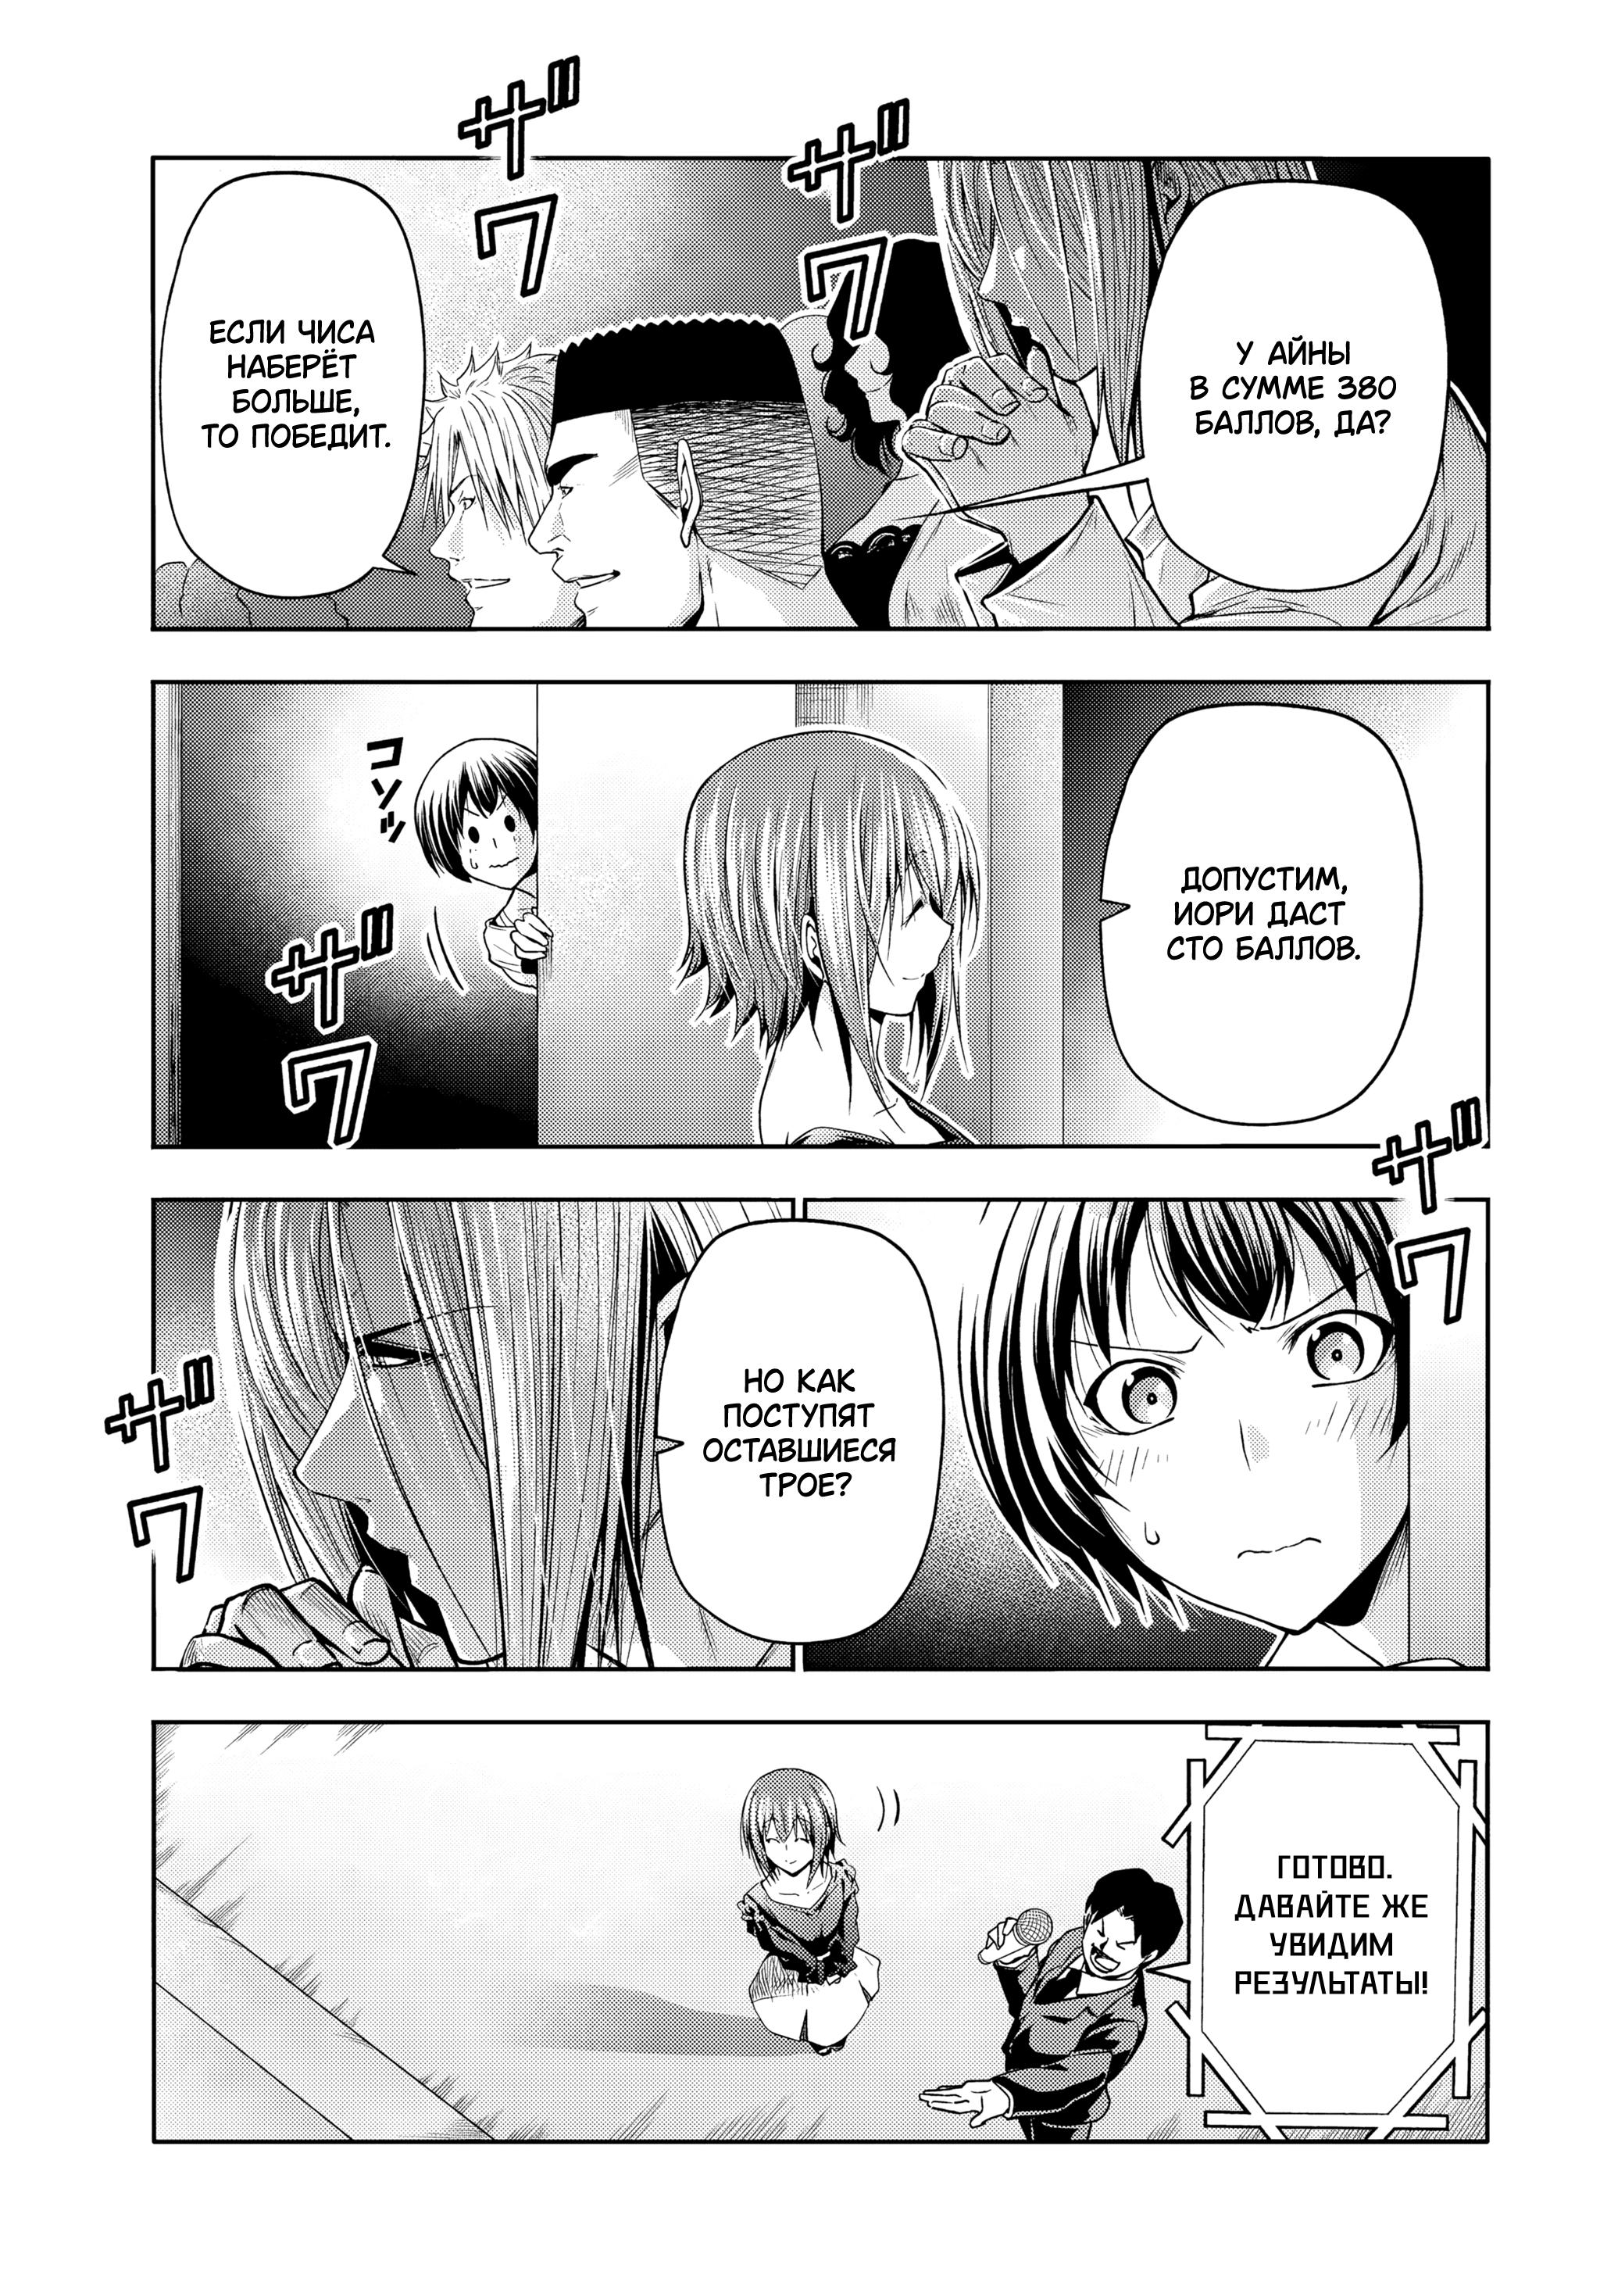 ザワ
ザワ
У АЙНЫ
В СУММЕ 380
БАЛЛОВ, ДА?
ЕСЛИ ЧИСА
НАБЕРЁТ
БОЛЬШЕ,
ТО ПОБЕДИТ.
ДОПУСТИМ,
ИОРИ ДАСТ
СТО БАЛЛОВ.
コソッ
ザワ
ザワ
НО КАК
ПОСТУПЯТ
ОСТАВШИЕСЯ
ТРОЕ?
ザワ
ГОТОВО.
ДАВАЙТЕ ЖЕ
УВИДИМ
РЕЗУЛЬТАТЫ!